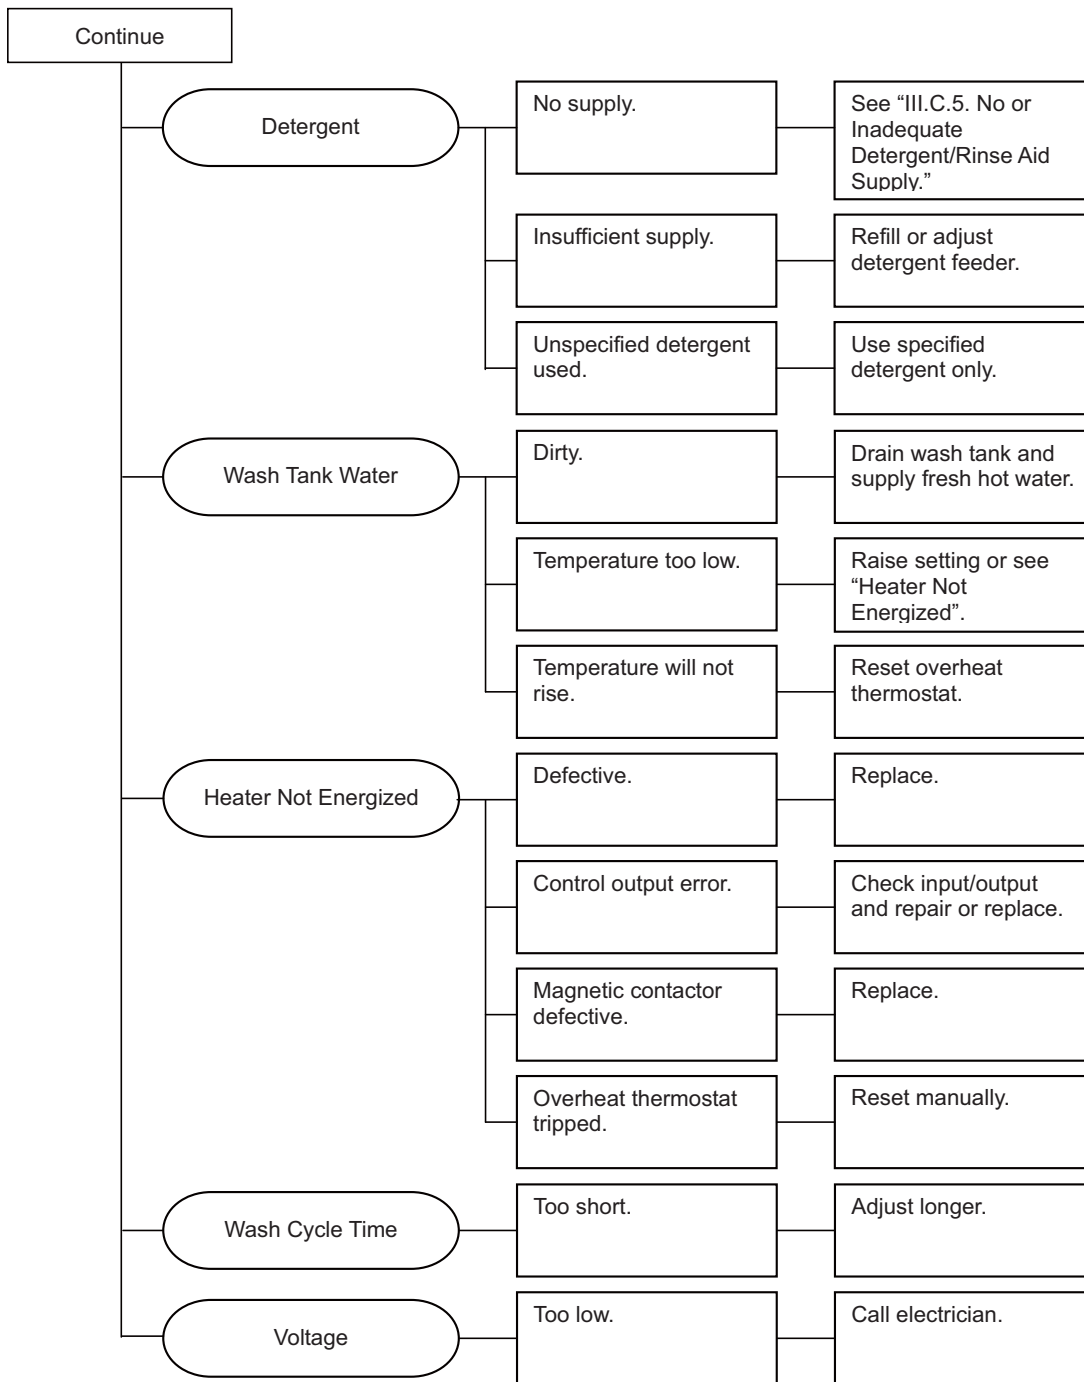 Continue
Detergent
No supply.
See “III.C.5. No or
Inadequate
Detergent/Rinse Aid
Supply.”
Insufficient supply.
Refill or adjust
detergent feeder.
Unspecified detergent
used.
Use specified
detergent only.
Wash Tank Water
Dirty.
Drain wash tank and
supply fresh hot water.
Temperature too low.
Raise setting or see
“Heater Not
Energized”.
Temperature will not
rise.
Reset overheat
thermostat.
Heater Not Energized
Defective.
Replace.
Control output error.
Check input/output
and repair or replace.
Magnetic contactor
defective.
Replace.
Overheat thermostat
tripped.
Reset manually.
Wash Cycle Time
Too short.
Adjust longer.
Voltage
Too low.
Call electrician.